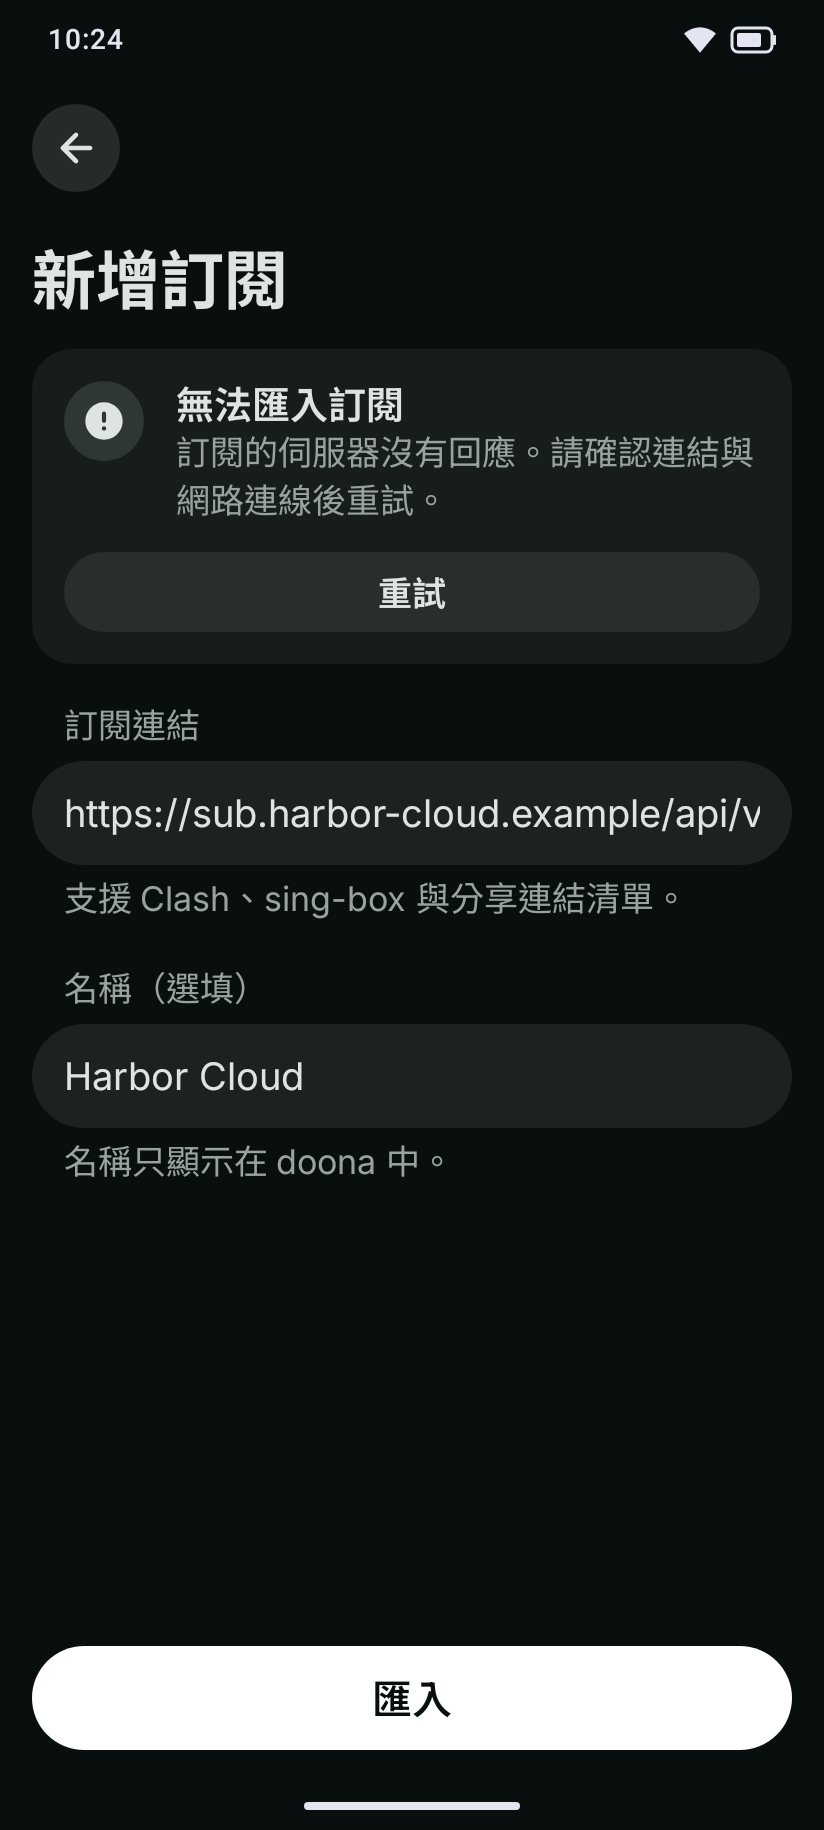 10:24
新增訂閱
無法匯入訂閱
訂閱的伺服器沒有回應。請確認連結與
網路連線後重試。
重試
訂閱連結
https://sub.harbor-cloud.example/api/v
支援 Clash、sing-box 與分享連結清單。
名稱（選填）
Harbor Cloud
名稱只顯示在 doona 中。
匯入